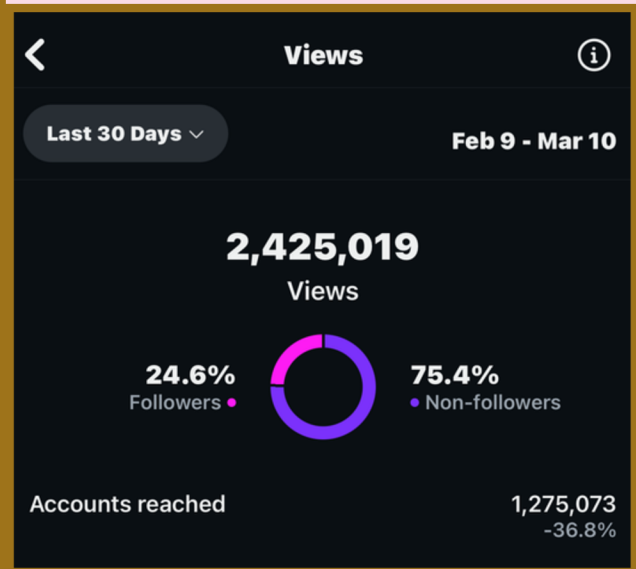 Views
Last 30 Days
Feb 9 - Mar 10
2,425,019
Views
24.6%
Followers
75.4%
Non-followers
Accounts reached
1,275,073
-36.8%